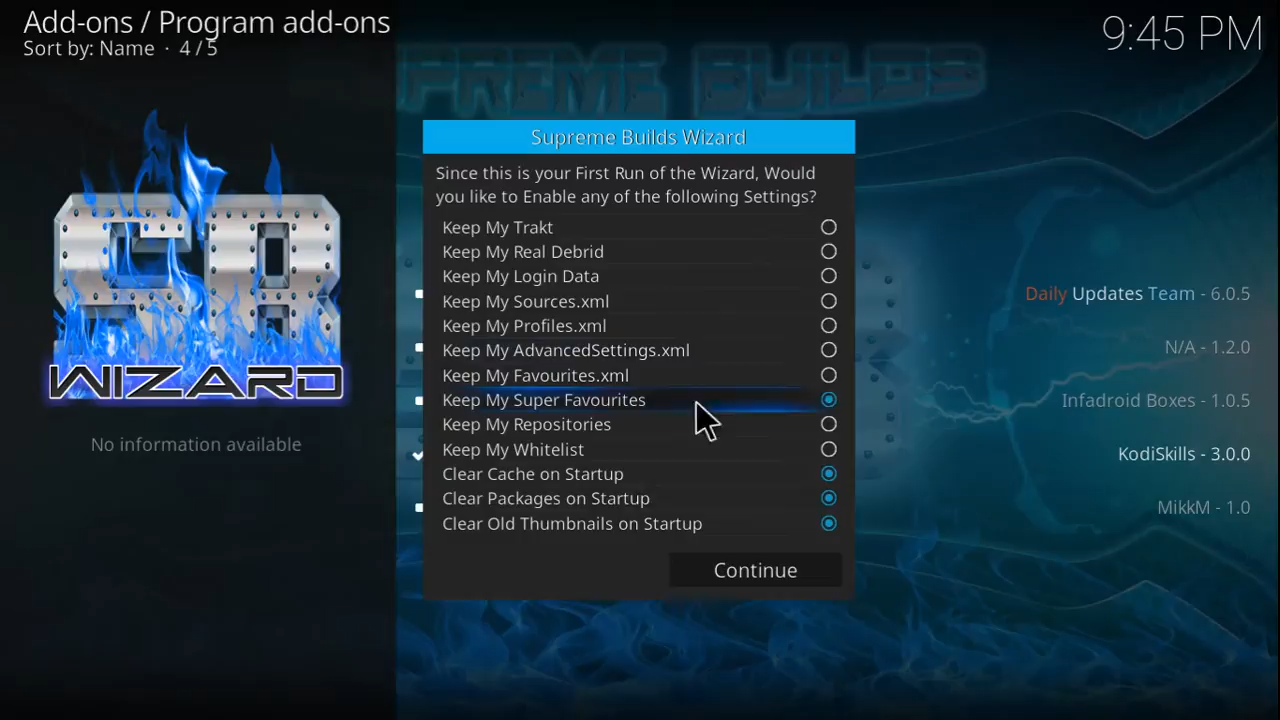 Add-ons / Program add-ons
Sort by: Name · 4 / 5
9:45 PM
SUPREME BUILDS
Supreme Builds Wizard
Since this is your First Run of the Wizard, Would
you like to Enable any of the following Settings?
Keep My Trakt
Keep My Real Debrid
Keep My Login Data
Keep My Sources.xml
Keep My Profiles.xml
Keep My AdvancedSettings.xml
Keep My Favourites.xml
Keep My Super Favourites
Keep My Repositories
Keep My Whitelist
Clear Cache on Startup
Clear Packages on Startup
Clear Old Thumbnails on Startup
Continue
SB
WIZARD
No information available
Daily Updates Team - 6.0.5
N/A - 1.2.0
Infadroid Boxes - 1.0.5
KodiSkills - 3.0.0
MikkM - 1.0